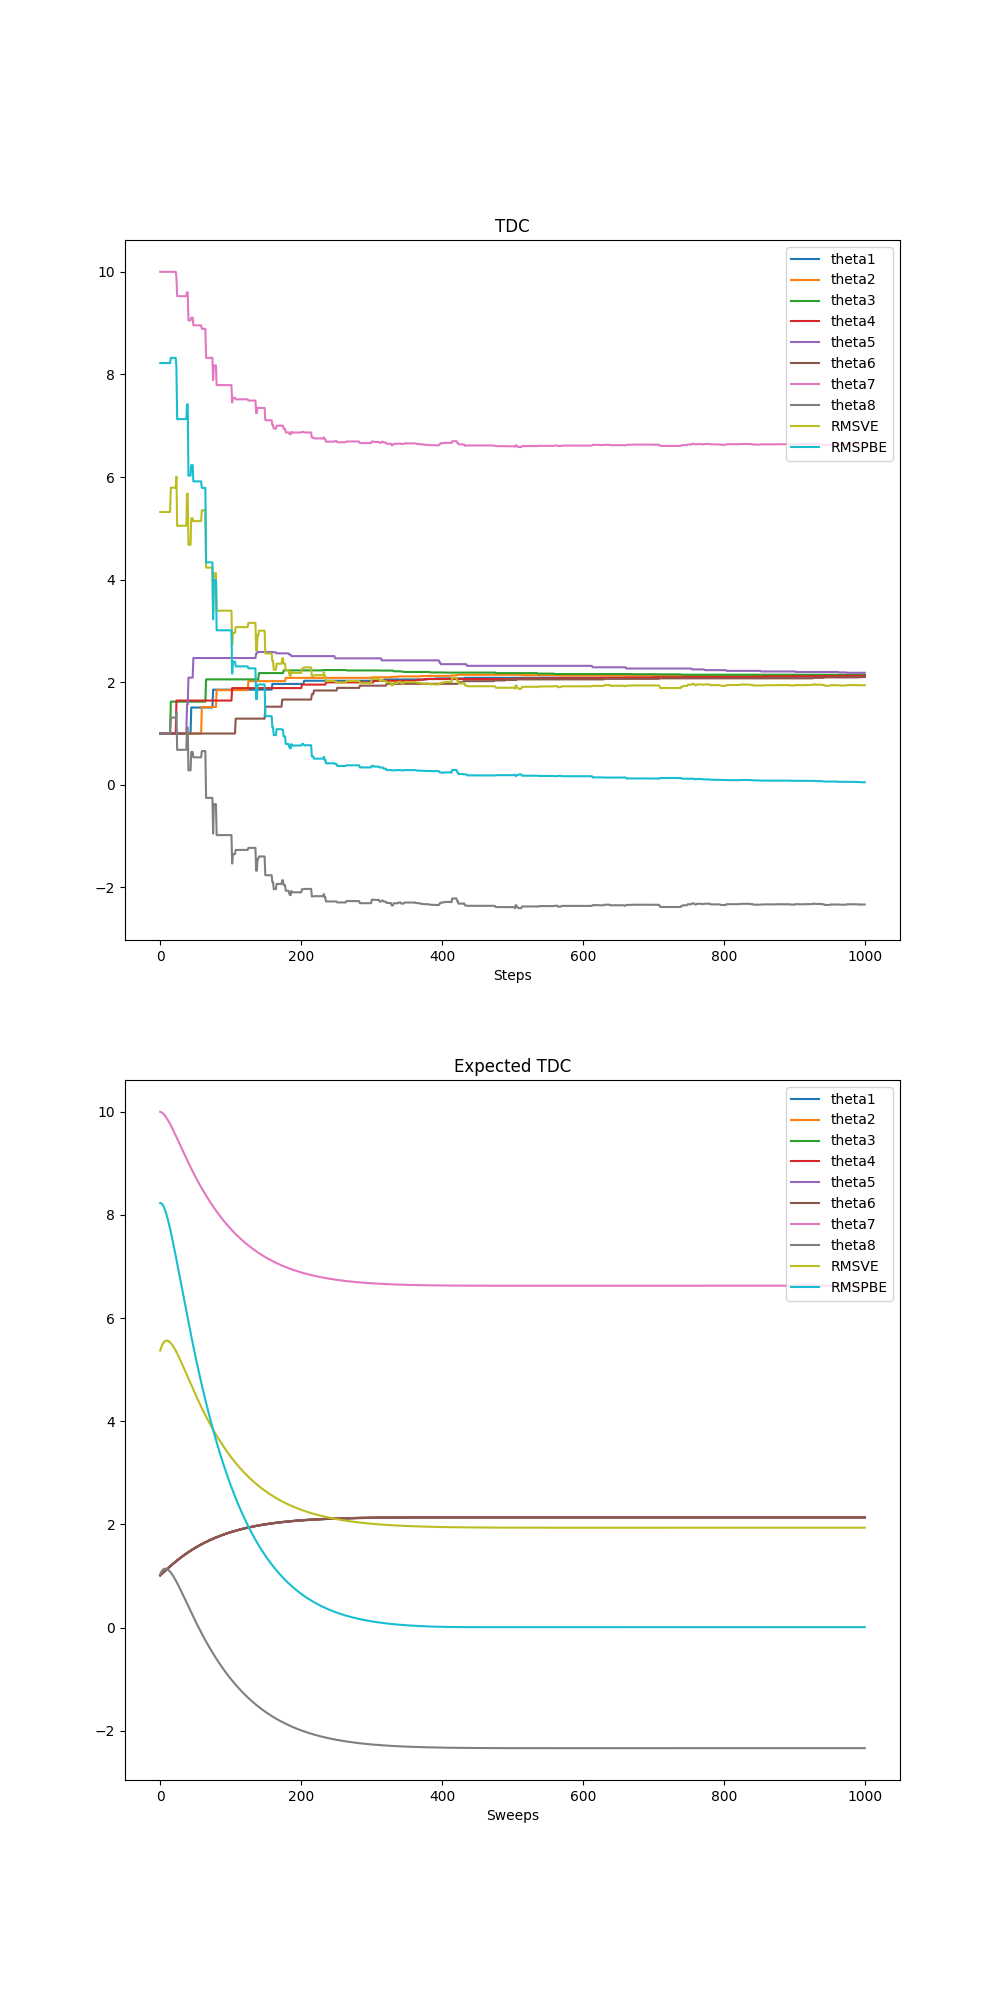 TDC
10
8
6
4
2
0
−2
theta1
theta2
theta3
theta4
theta5
theta6
theta7
theta8
RMSVE
RMSPBE
0 200 400 600 800 1000
Steps
Expected TDC
10
8
6
4
2
0
−2
theta1
theta2
theta3
theta4
theta5
theta6
theta7
theta8
RMSVE
RMSPBE
0 200 400 600 800 1000
Sweeps